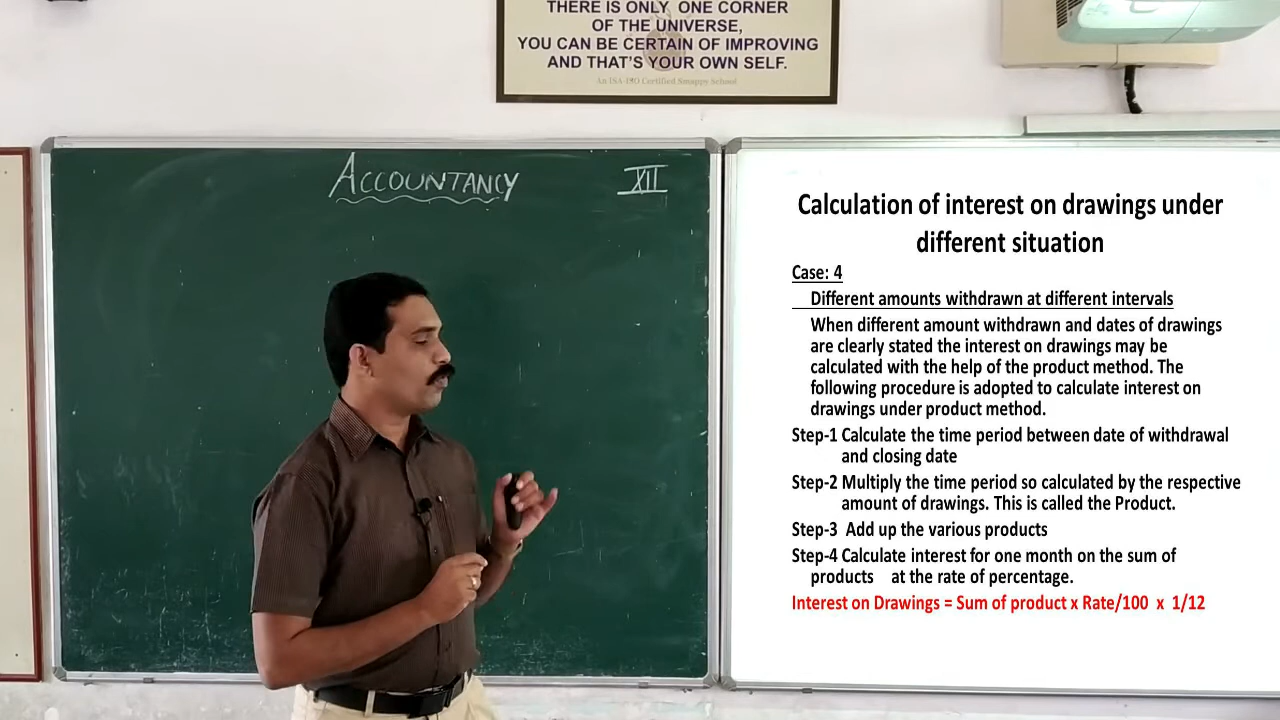 THERE IS ONLY ONE CORNER
OF THE UNIVERSE,
YOU CAN BE CERTAIN OF IMPROVING
AND THAT'S YOUR OWN SELF.
An ISA-ISO Certified Smappy School
ACCOUNTANCY
XII
Calculation of interest on drawings under
different situation
Case: 4
Different amounts withdrawn at different intervals
When different amount withdrawn and dates of drawings
are clearly stated the interest on drawings may be
calculated with the help of the product method. The
following procedure is adopted to calculate interest on
drawings under product method.
Step-1 Calculate the time period between date of withdrawal
and closing date
Step-2 Multiply the time period so calculated by the respective
amount of drawings. This is called the Product.
Step-3 Add up the various products
Step-4 Calculate interest for one month on the sum of
products at the rate of percentage.
Interest on Drawings = Sum of product x Rate/100 x 1/12